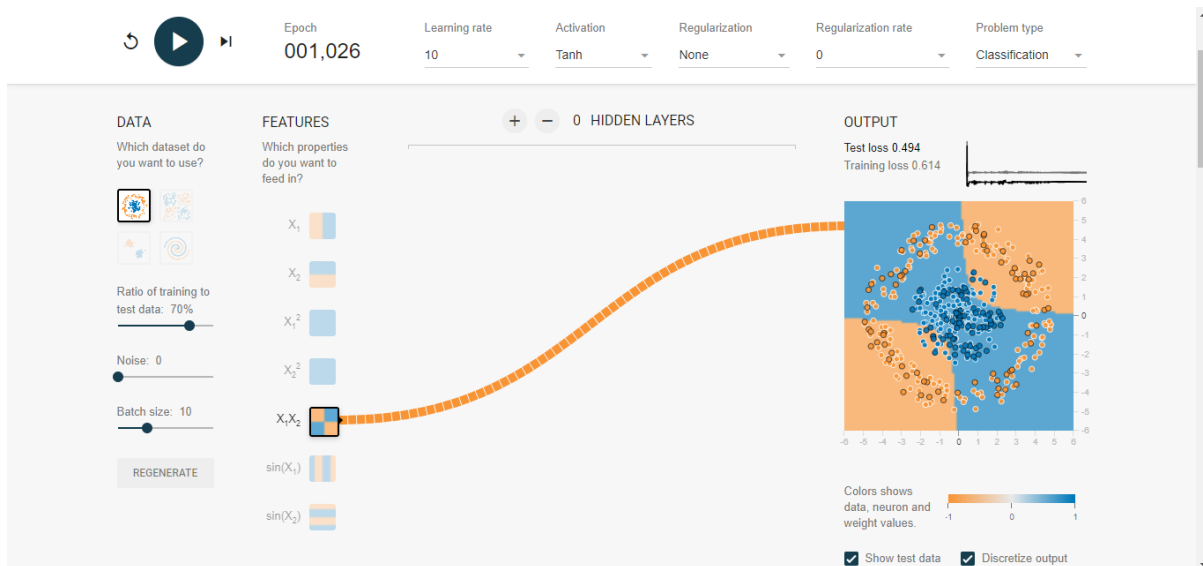 Epoch
001,026
Learning rate
10
Activation
Tanh
Regularization
None
Regularization rate
0
Problem type
Classification
DATA
Which dataset do
you want to use?
Ratio of training to
test data: 70%
Noise: 0
Batch size: 10
REGENERATE
FEATURES
Which properties
do you want to
feed in?
X₁
X₂
X₁²
X₂²
X₁X₂
sin(X₁)
sin(X₂)
+ − 0 HIDDEN LAYERS
OUTPUT
Test loss 0.494
Training loss 0.614
6
5
4
3
2
1
0
-1
-2
-3
-4
-5
-6
-6 -5 -4 -3 -2 -1 0 1 2 3 4 5 6
Colors shows
data, neuron and
weight values.
-1 0 1
Show test data
Discretize output